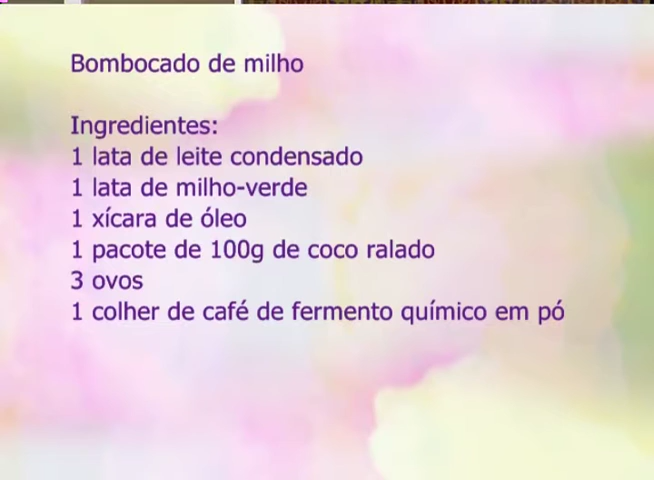 Bombocado de milho
Ingredientes:
1 lata de leite condensado
1 lata de milho-verde
1 xícara de óleo
1 pacote de 100g de coco ralado
3 ovos
1 colher de café de fermento químico em pó